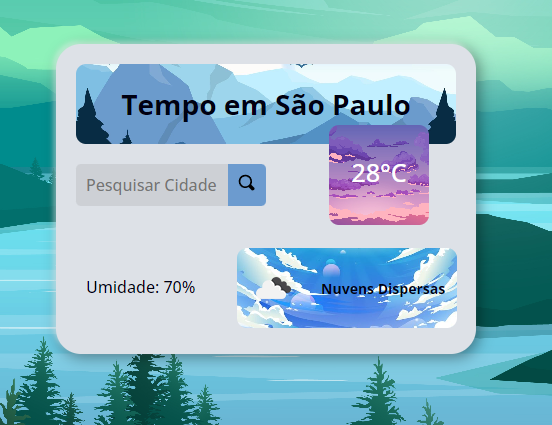 Tempo em São Paulo
Pesquisar Cidade
28°C
Umidade: 70%
Nuvens Dispersas